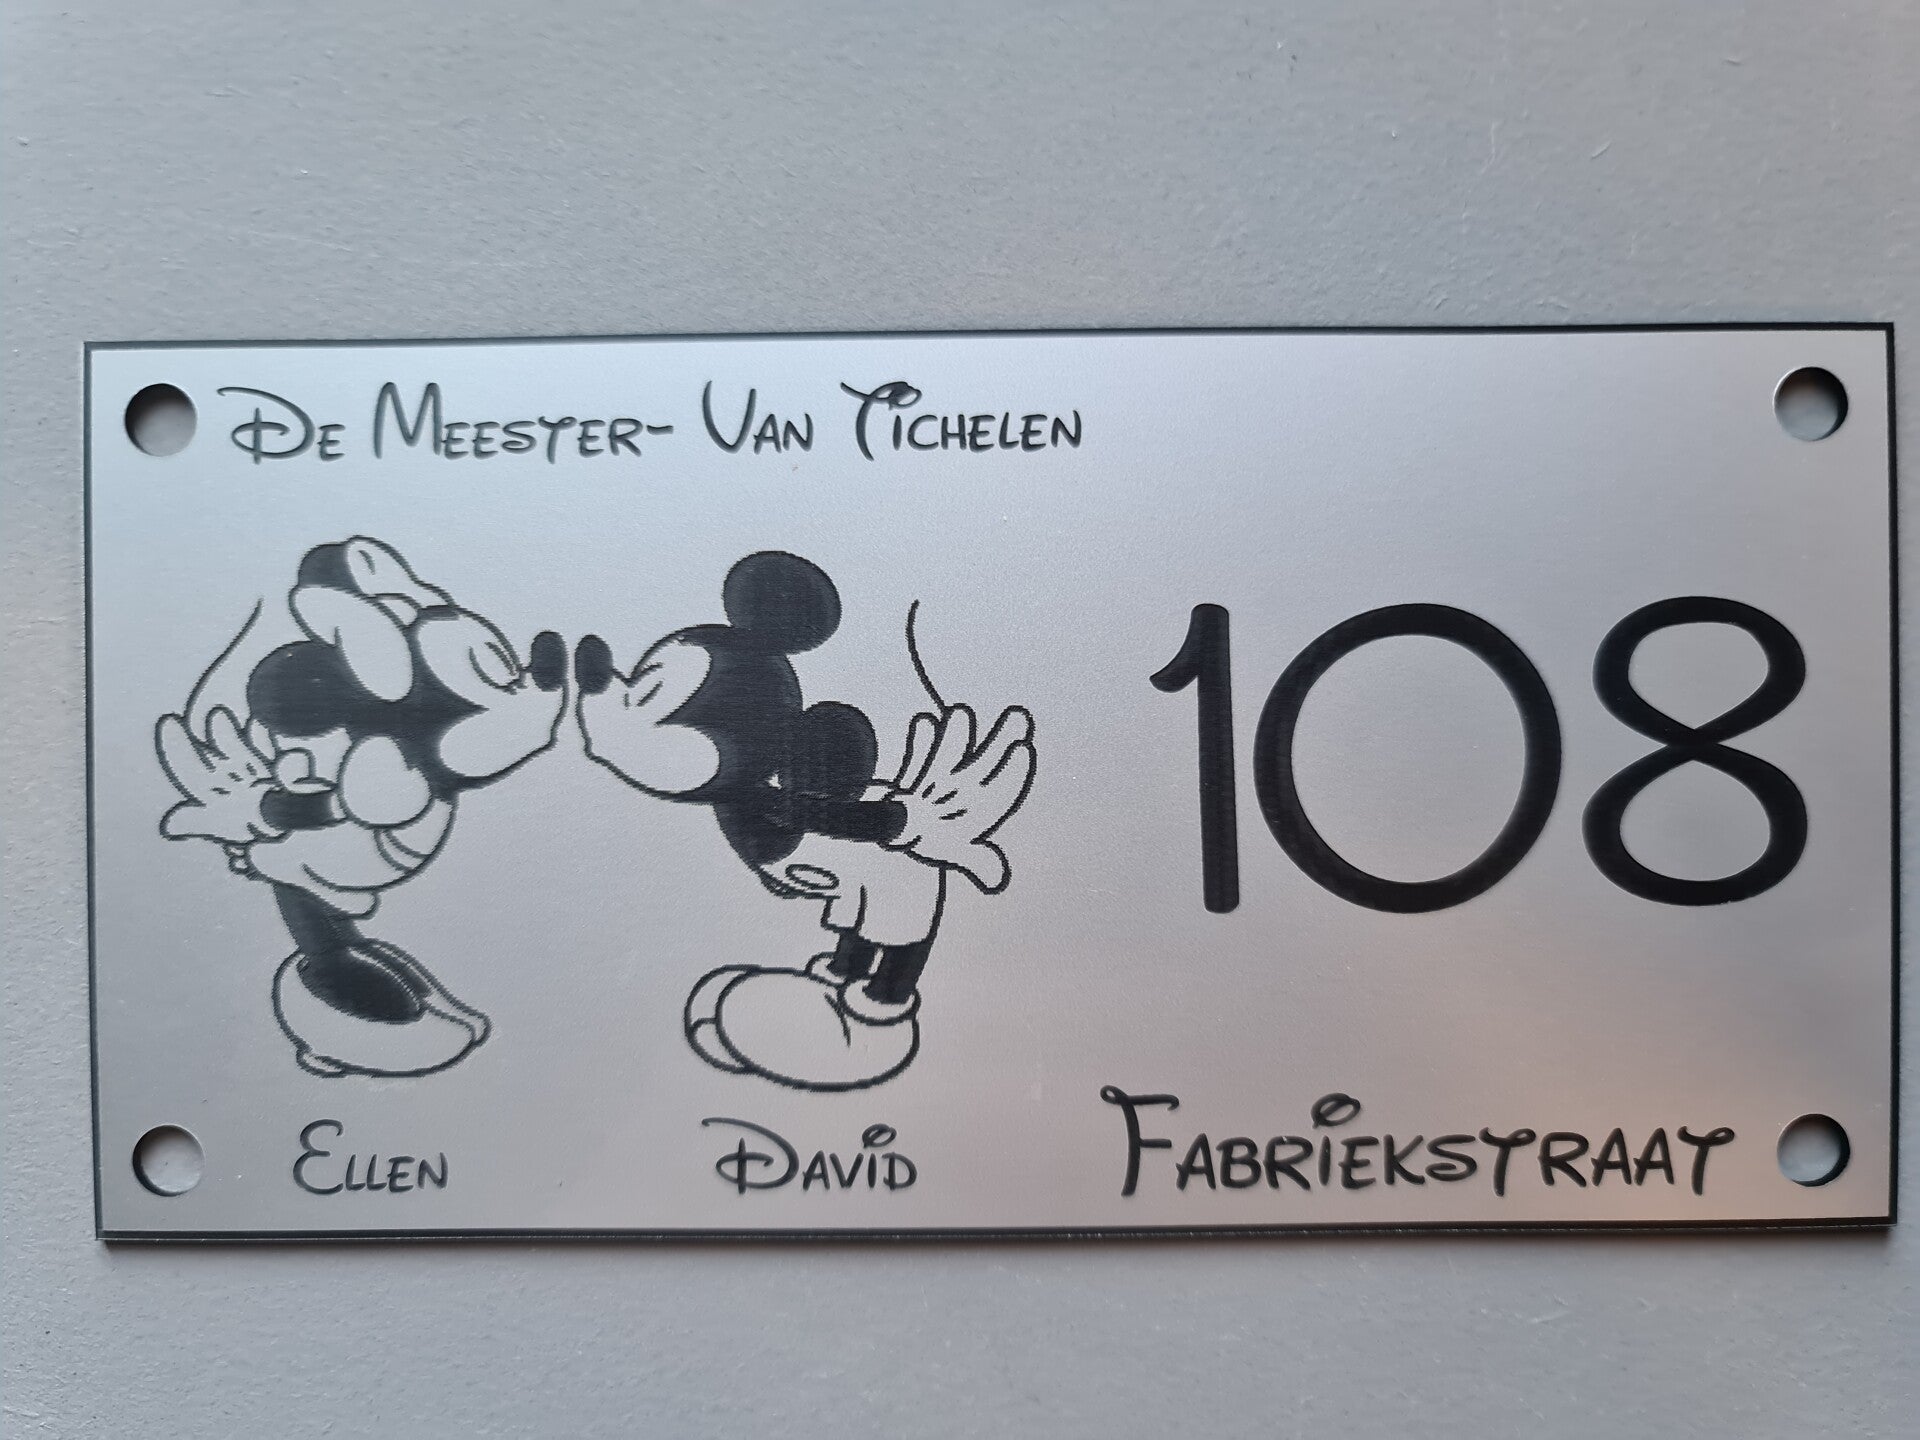 De Meester- Van Tichelen
108
Ellen David Fabriekstraat